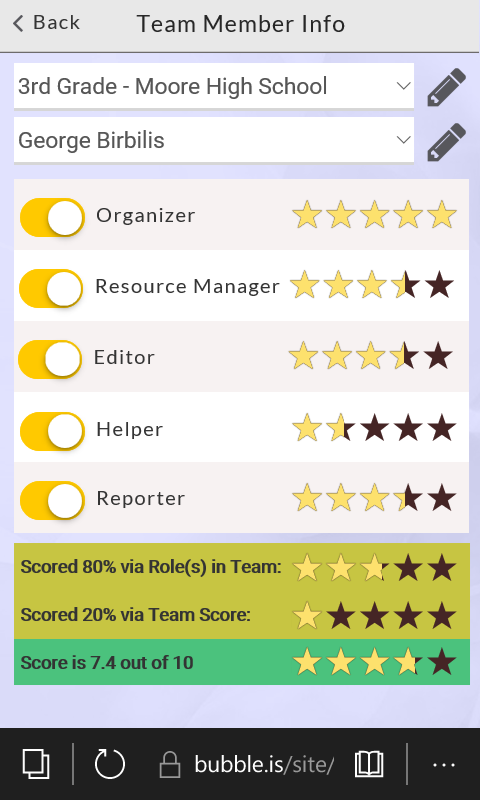 Back
Team Member Info
3rd Grade - Moore High School
George Birbilis
Organizer
Resource Manager
Editor
Helper
Reporter
Scored 80% via Role(s) in Team:
Scored 20% via Team Score:
Score is 7.4 out of 10
bubble.is/site/
...